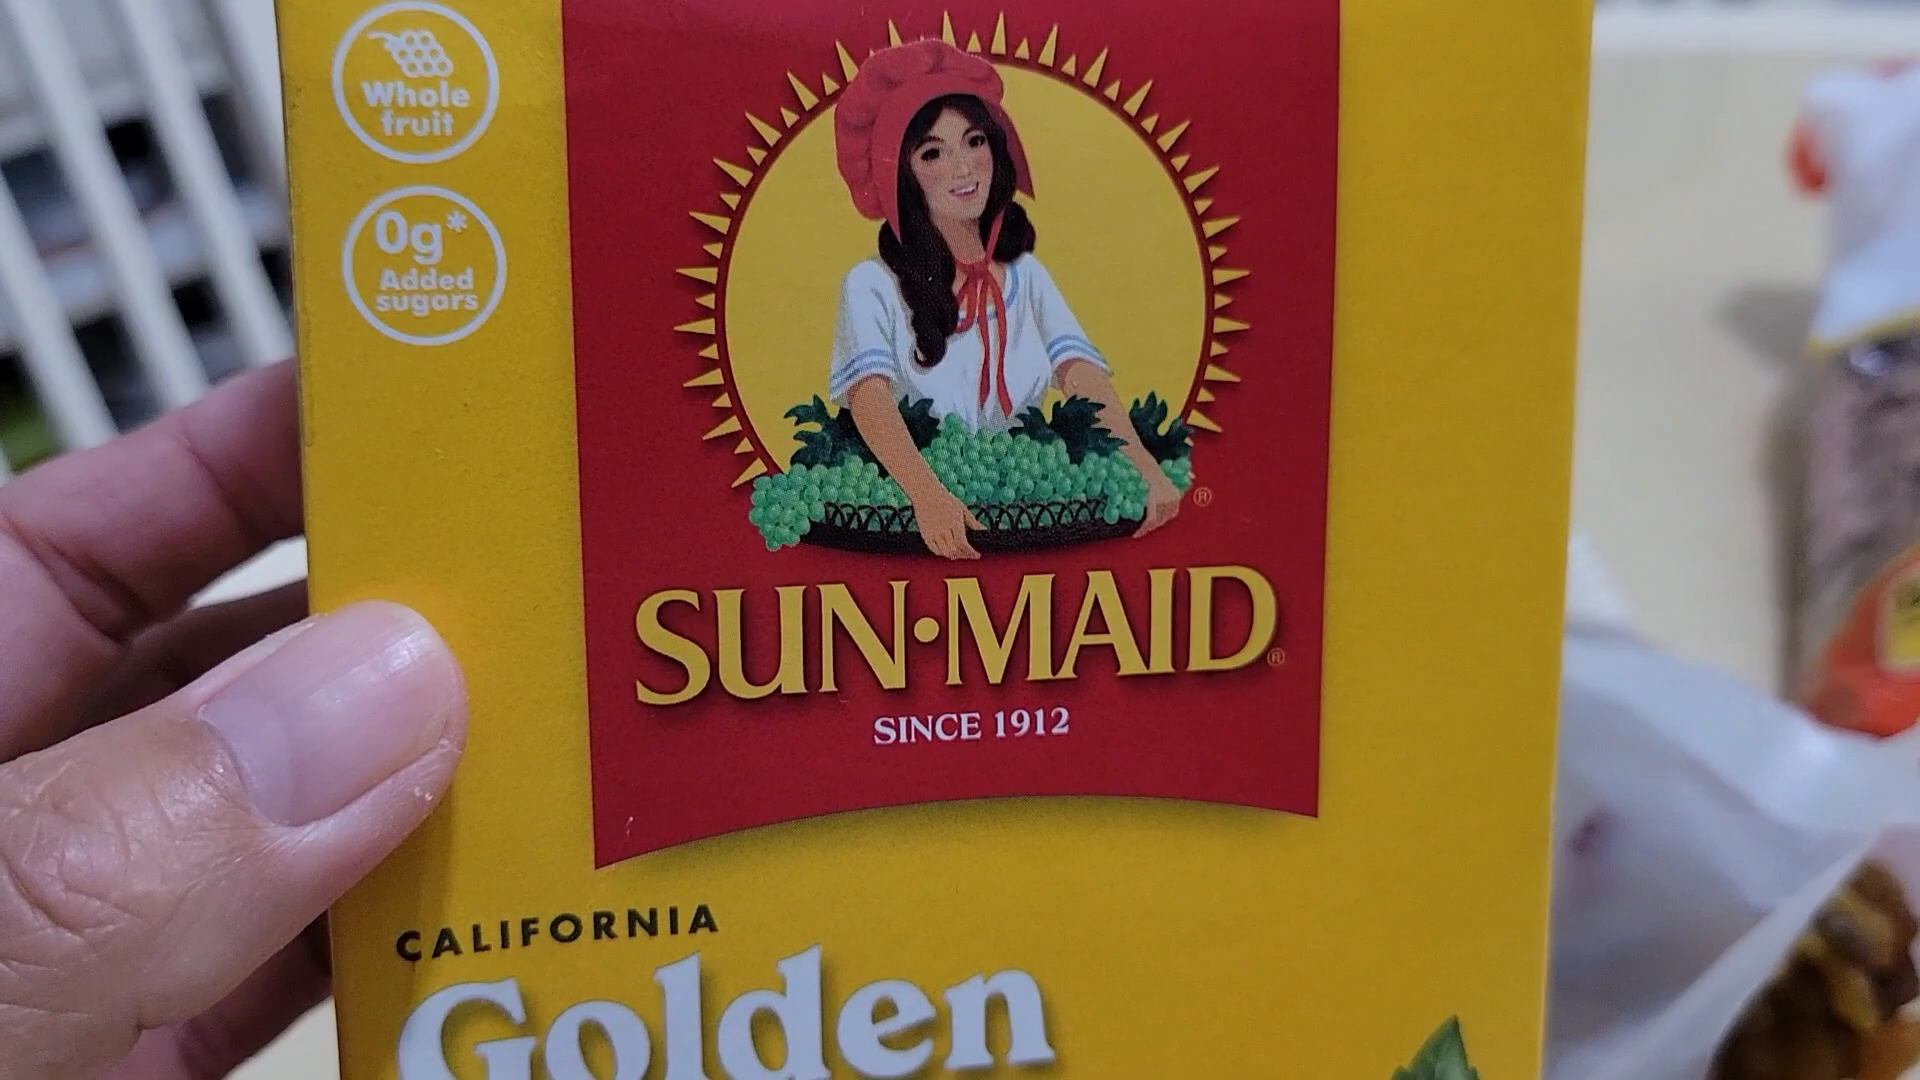 Whole
fruit
0g*
Added
sugars
®
SUN•MAID®
SINCE 1912
CALIFORNIA
Golden